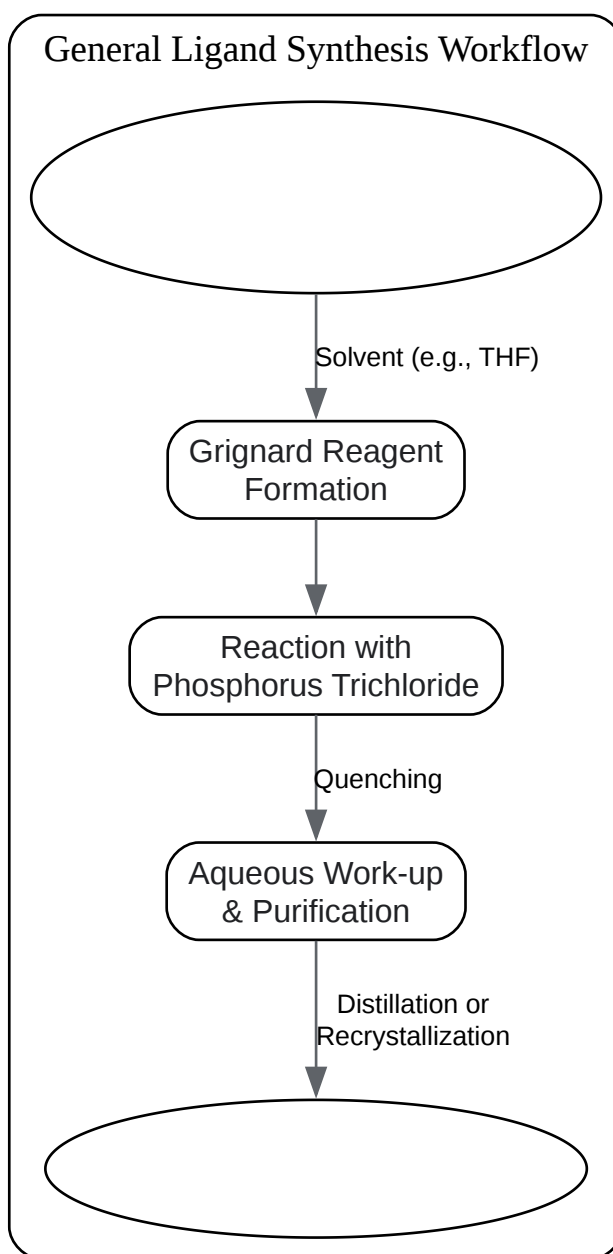 General Ligand Synthesis Workflow
Solvent (e.g., THF)
Grignard Reagent
Formation
Reaction with
Phosphorus Trichloride
Quenching
Aqueous Work-up
& Purification
Distillation or
Recrystallization